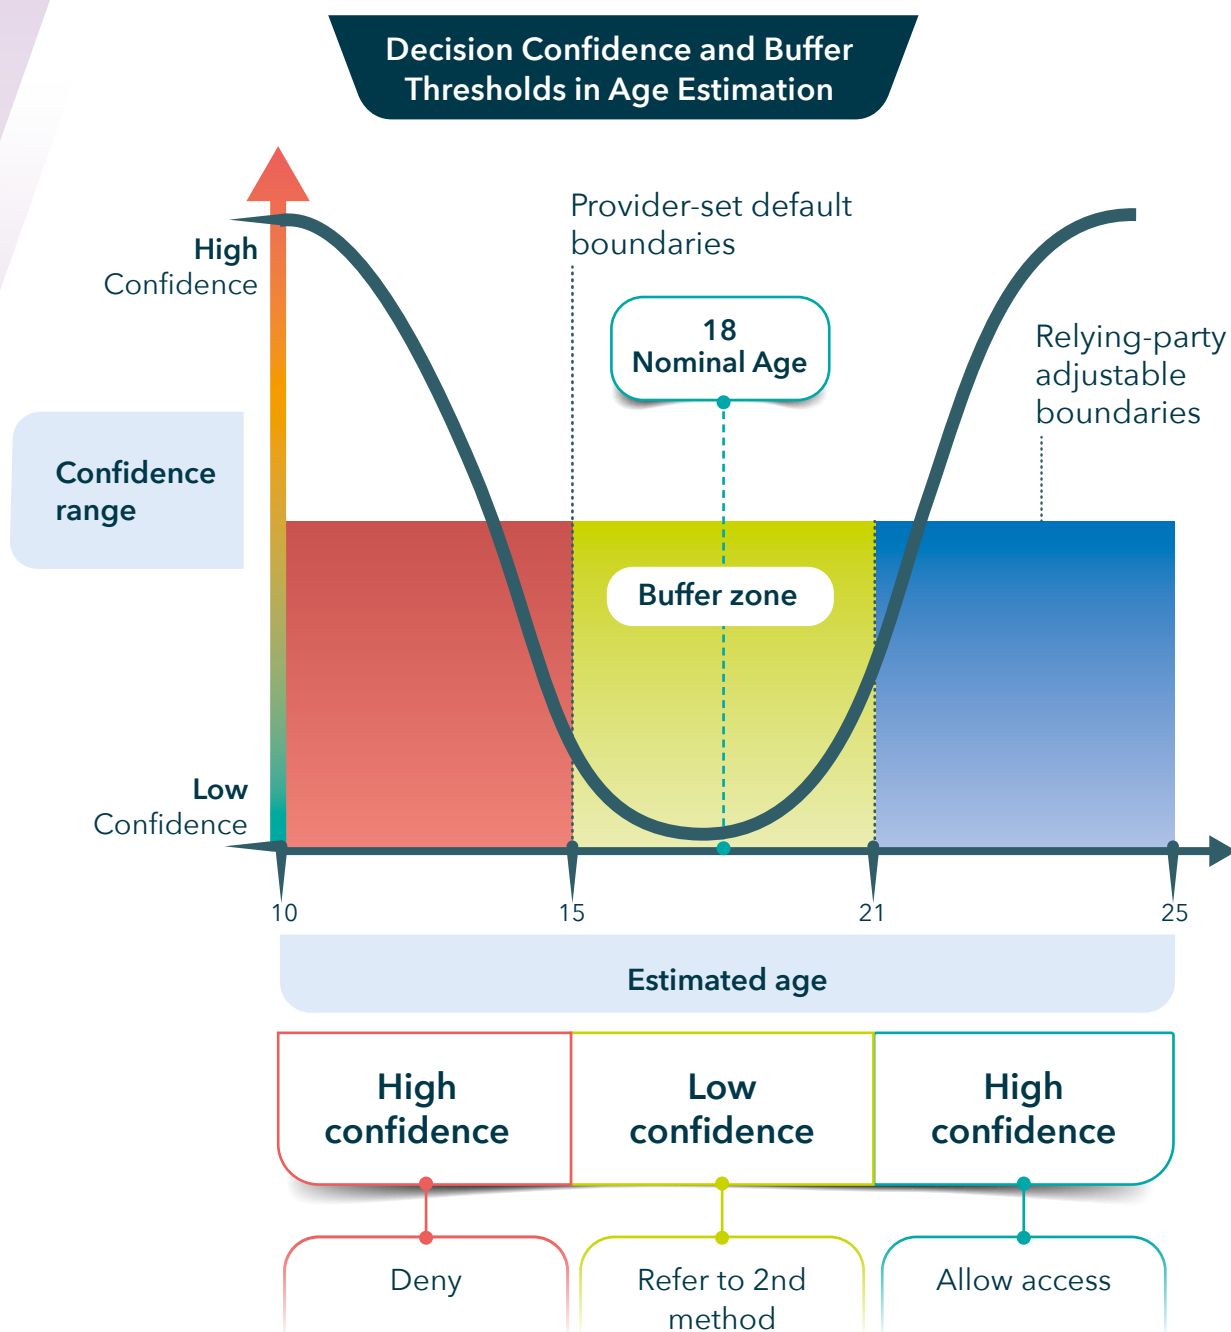 Decision Confidence and Buffer
Thresholds in Age Estimation
Provider-set default
boundaries
High
Confidence
18
Nominal Age
Relying-party
adjustable
boundaries
Confidence
range
Buffer zone
Low
Confidence
10
15
21
25
Estimated age
High
confidence
Low
confidence
High
confidence
Deny
Refer to 2nd
method
Allow access